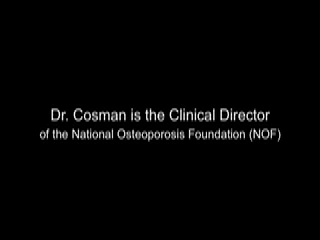 Dr. Cosman is the Clinical Director
of the National Osteoporosis Foundation (NOF)